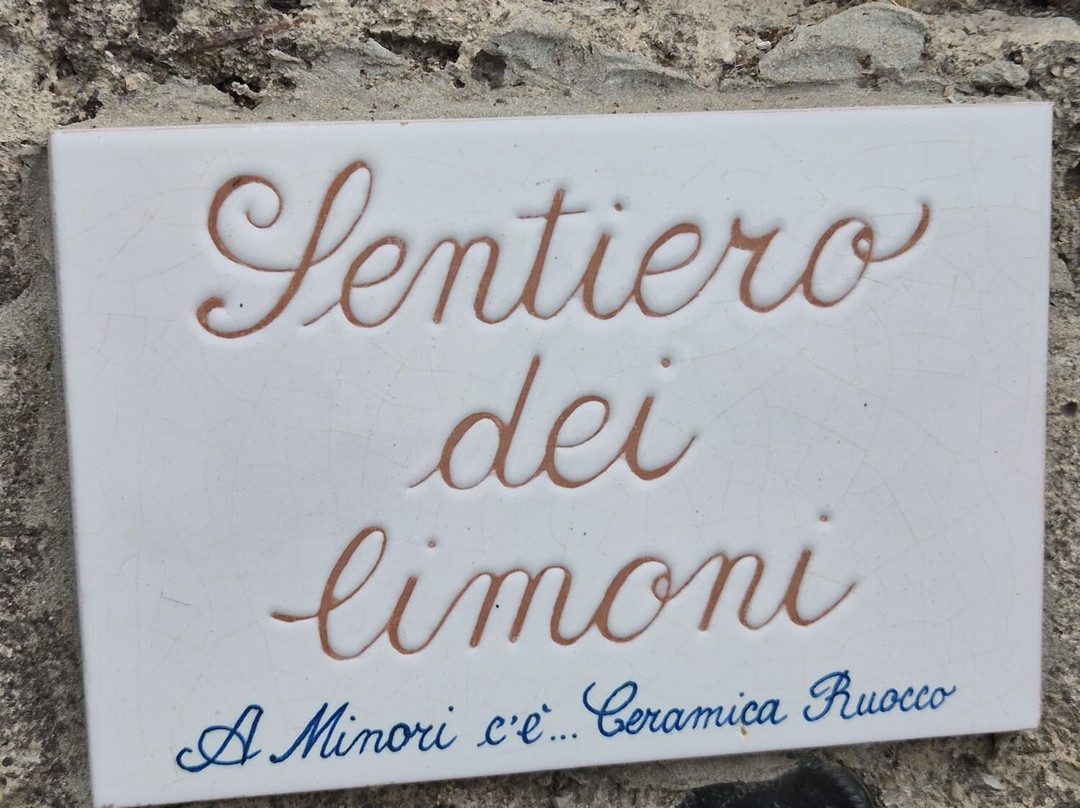 Sentiero
dei
limoni
A Minori c'è... Ceramica Ruocco